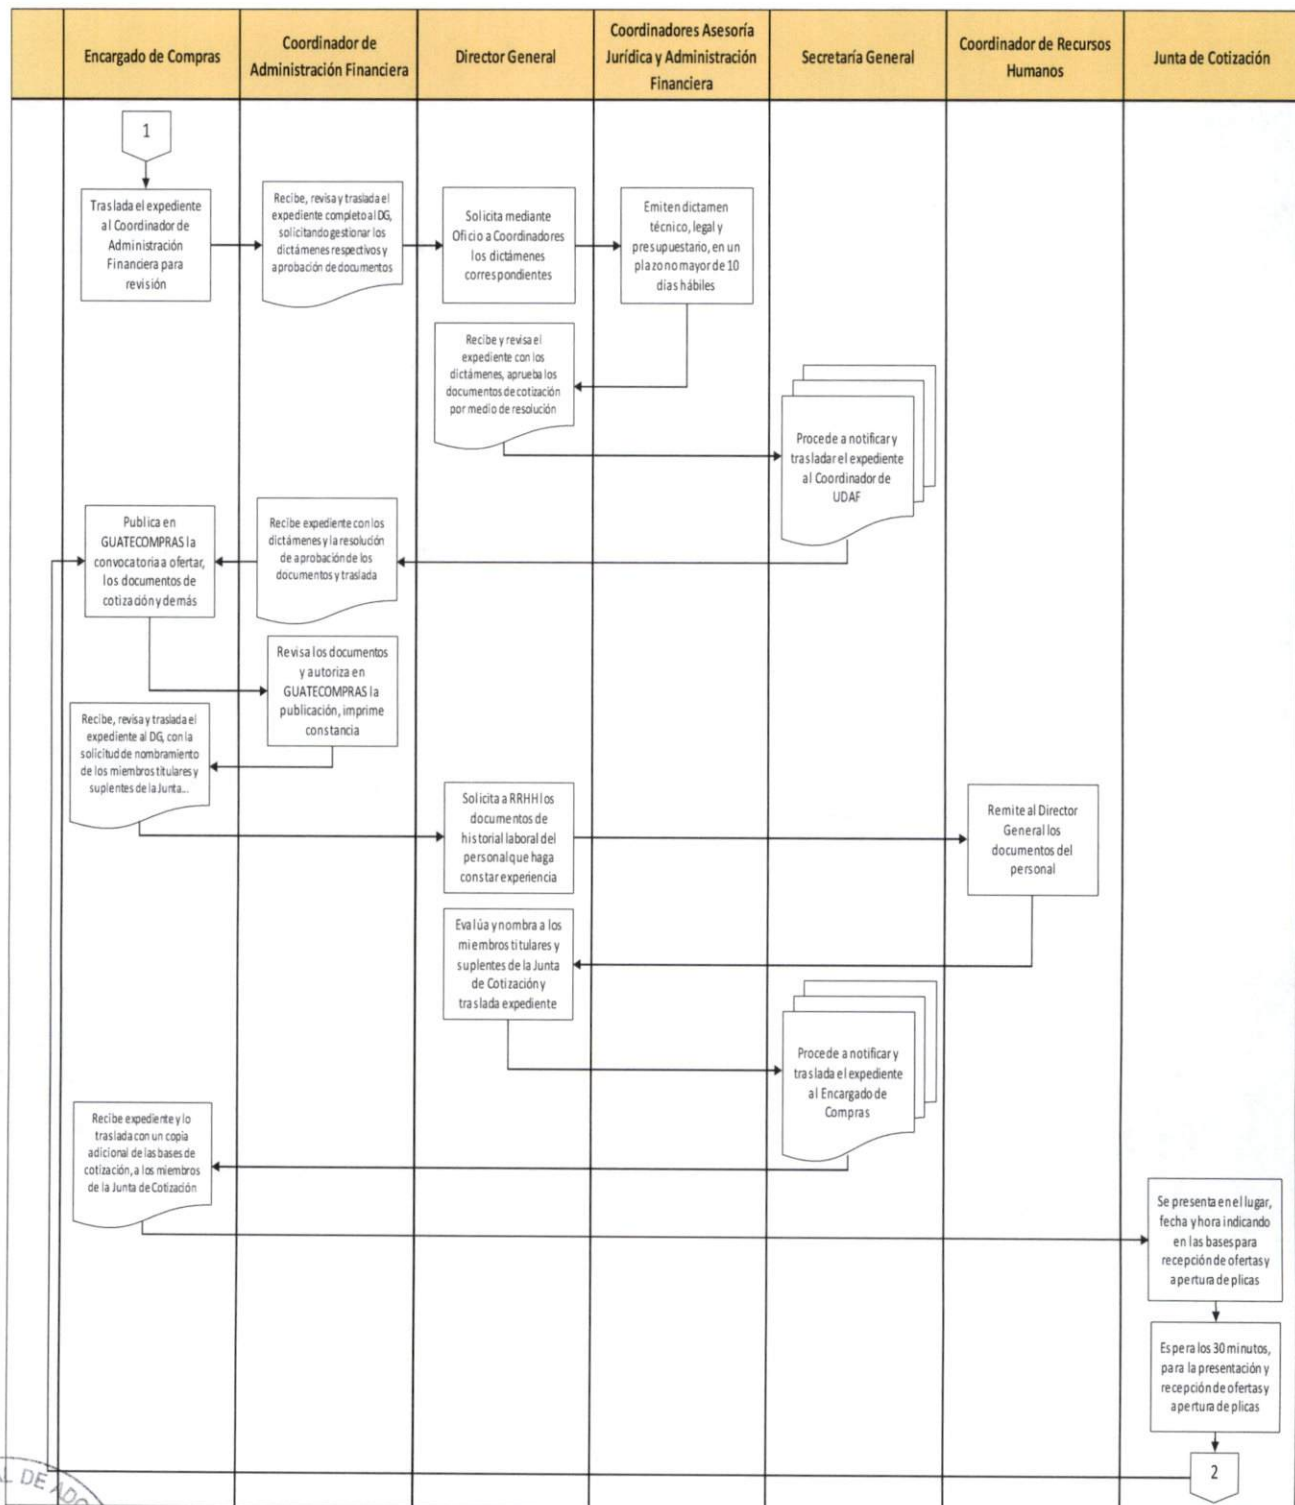 Encargado de Compras
Coordinador de
Administración Financiera
Director General
Coordinadores Asesoría
Jurídica y Administración
Financiera
Secretaría General
Coordinador de Recursos
Humanos
Junta de Cotización
1
Traslada el expediente
al Coordinador de
Administración
Financiera para
revisión
Recibe, revisa y traslada el
expediente completo al DG,
solicitando gestionar los
dictámenes respectivos y
aprobación de documentos
Solicita mediante
Oficio a Coordinadores
los dictámenes
correspondientes
Emiten dictamen
técnico, legal y
presupuestario, en un
plazo no mayor de 10
días hábiles
Recibe y revisa el
expediente con los
dictámenes, aprueba los
documentos de cotización
por medio de resolución
Procede a notificar y
trasladar el expediente
al Coordinador de
UDAF
Publica en
GUATECOMPRAS la
convocatoria a ofertar,
los documentos de
cotización y demás
Recibe expediente con los
dictámenes y la resolución
de aprobación de los
documentos y traslada
Revisa los documentos
y autoriza en
GUATECOMPRAS la
publicación, imprime
constancia
Recibe, revisa y traslada el
expediente al DG, con la
solicitud de nombramiento
de los miembros titulares y
suplentes de la Junta...
Solicita a RRHH los
documentos de
historial laboral del
personal que haga
constar experiencia
Remite al Director
General los
documentos del
personal
Evalúa y nombra a los
miembros titulares y
suplentes de la Junta
de Cotización y
traslada expediente
Procede a notificar y
traslada el expediente
al Encargado de
Compras
Recibe expediente y lo
traslada con un copia
adicional de las bases de
cotización, a los miembros
de la Junta de Cotización
Se presenta en el lugar,
fecha y hora indicando
en las bases para
recepción de ofertas y
apertura de plicas
Espera los 30 minutos,
para la presentación y
recepción de ofertas y
apertura de plicas
2